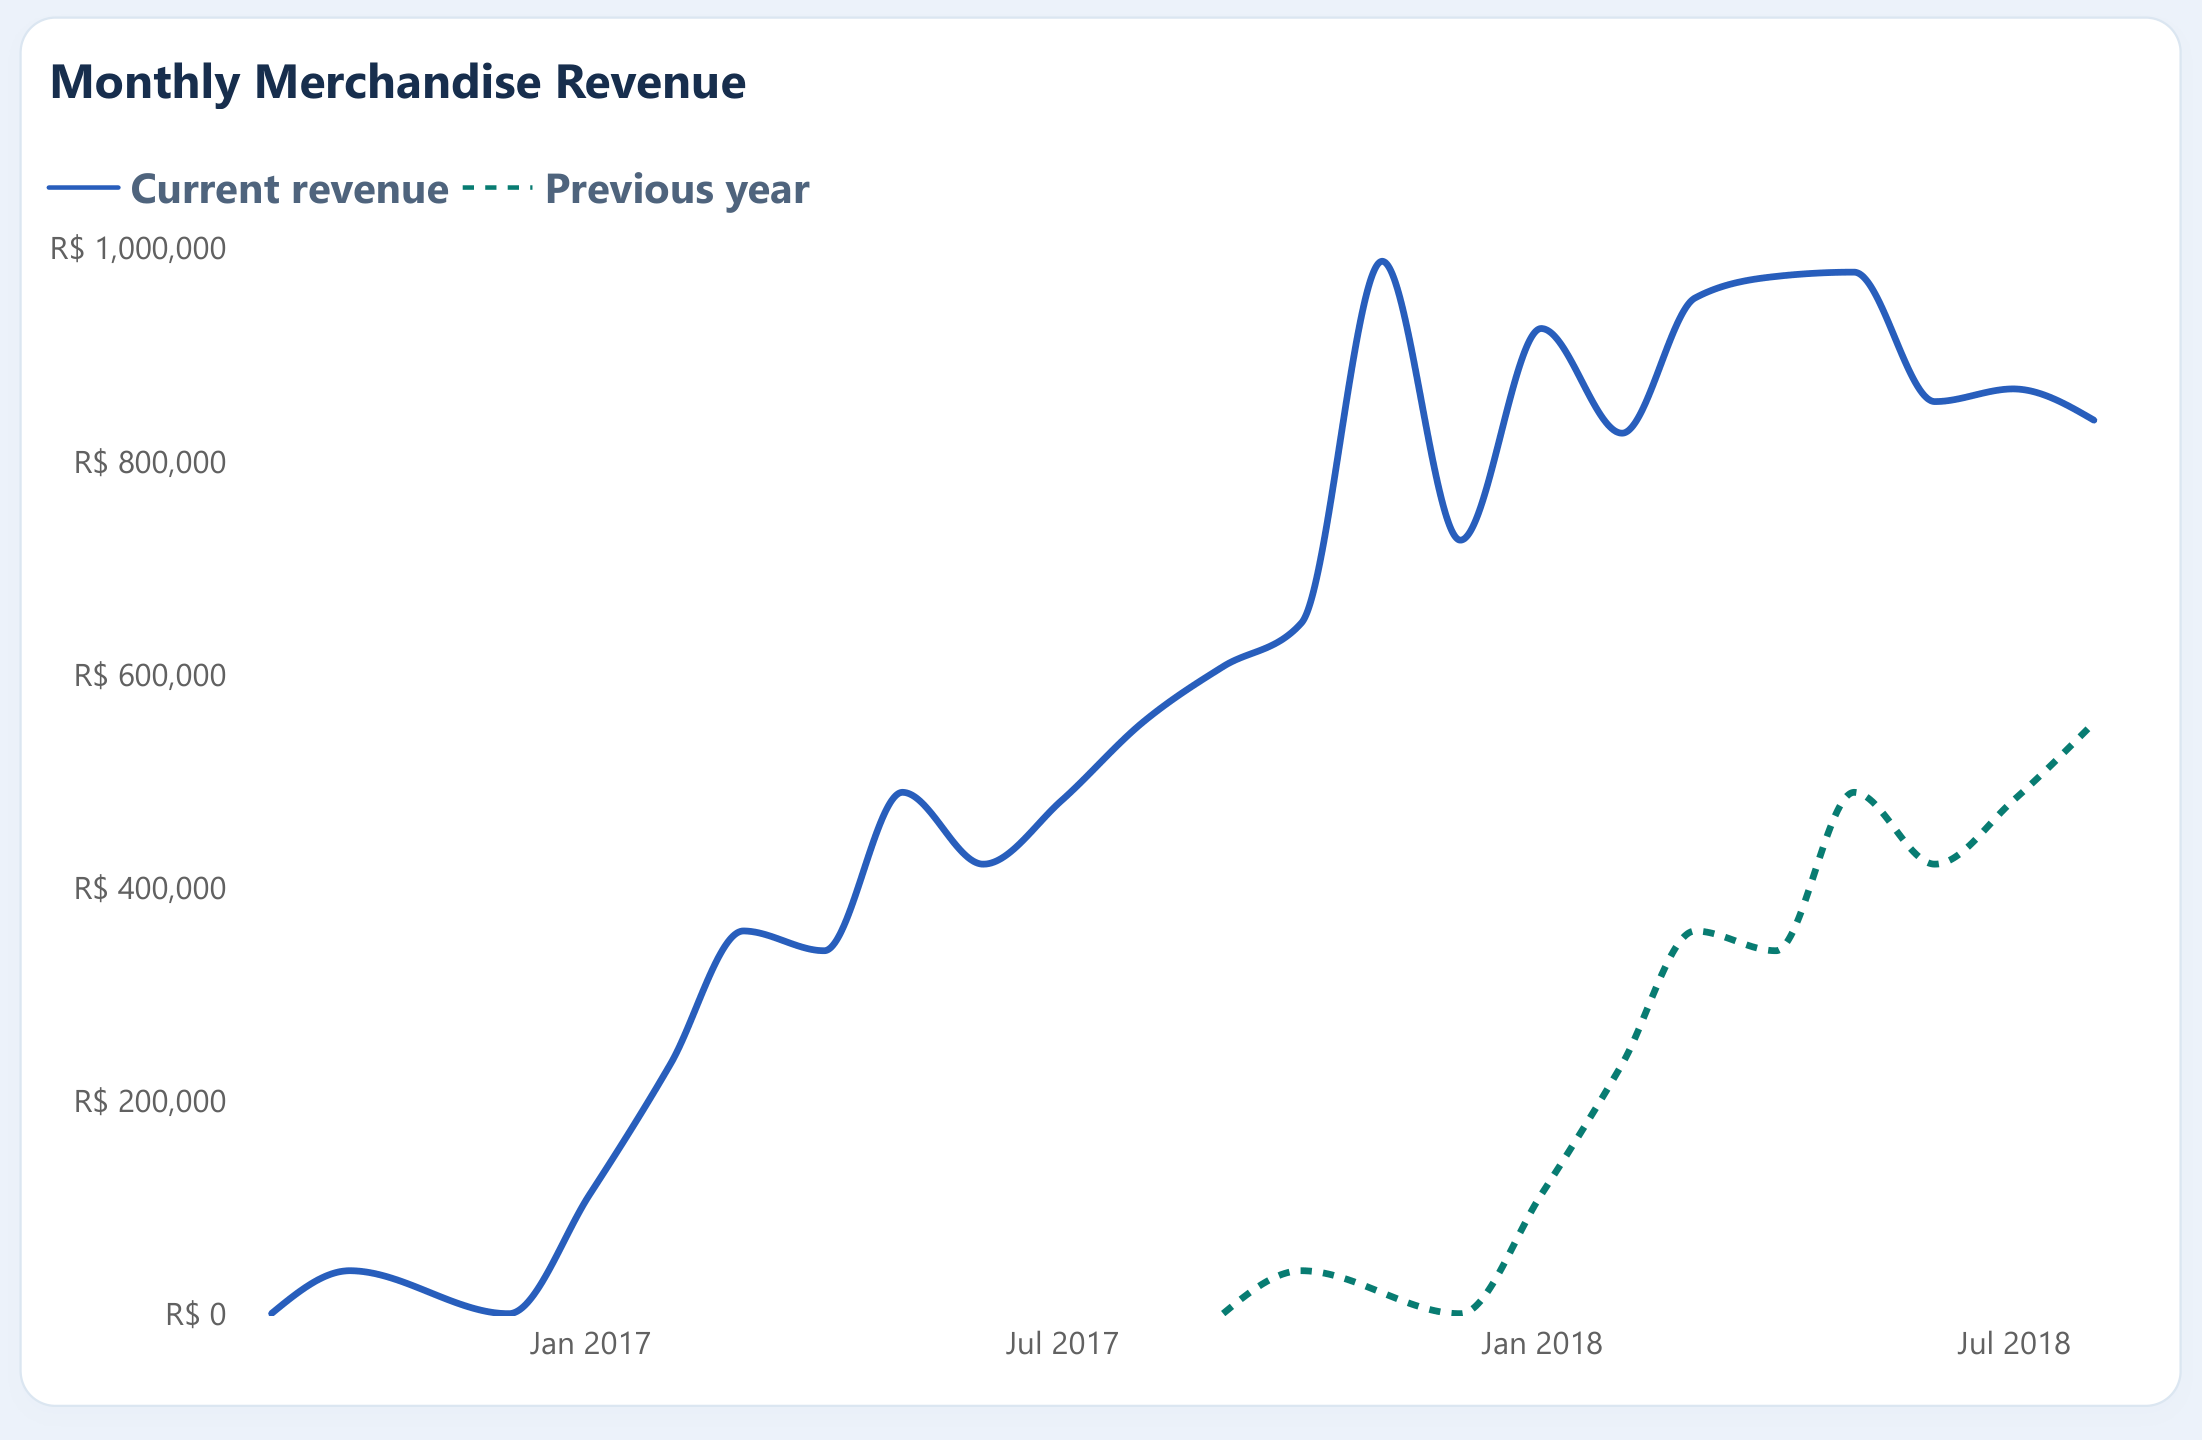 Monthly Merchandise Revenue
Current revenue Previous year
R$ 1,000,000
R$ 800,000
R$ 600,000
R$ 400,000
R$ 200,000
R$ 0
Jan 2017 Jul 2017 Jan 2018 Jul 2018